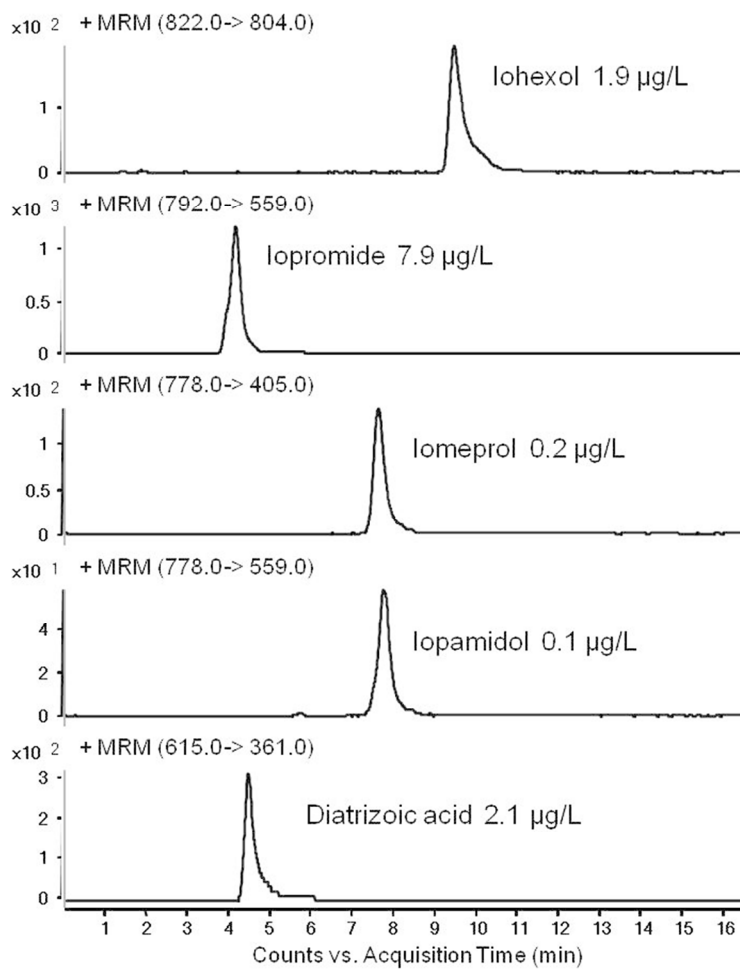 x10 2 + MRM (822.0-> 804.0)
Iohexol 1.9 µg/L
1
0
x10 3 + MRM (792.0-> 559.0)
Iopromide 7.9 µg/L
1
0.5
0
x10 2 + MRM (778.0-> 405.0)
Iomeprol 0.2 µg/L
1
0.5
0
x10 1 + MRM (778.0-> 559.0)
Iopamidol 0.1 µg/L
4
2
0
x10 2 + MRM (615.0-> 361.0)
3
Diatrizoic acid 2.1 µg/L
2
1
0
1 2 3 4 5 6 7 8 9 10 11 12 13 14 15 16
Counts vs. Acquisition Time (min)